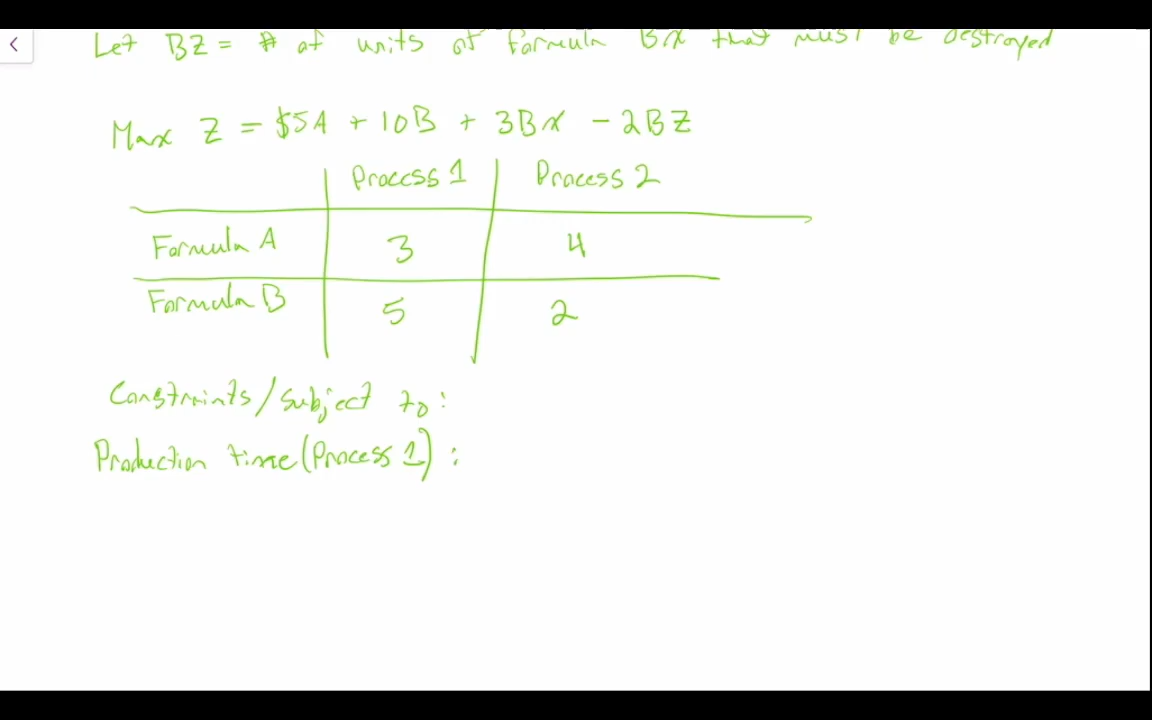 Let BZ = # of units of formula BX that must be destroyed
Max Z = $5A + 10B + 3BX - 2BZ
Process 1 Process 2
Formula A 3 4
Formula B 5 2
Constraints/Subject to:
Production time (Process 1) :